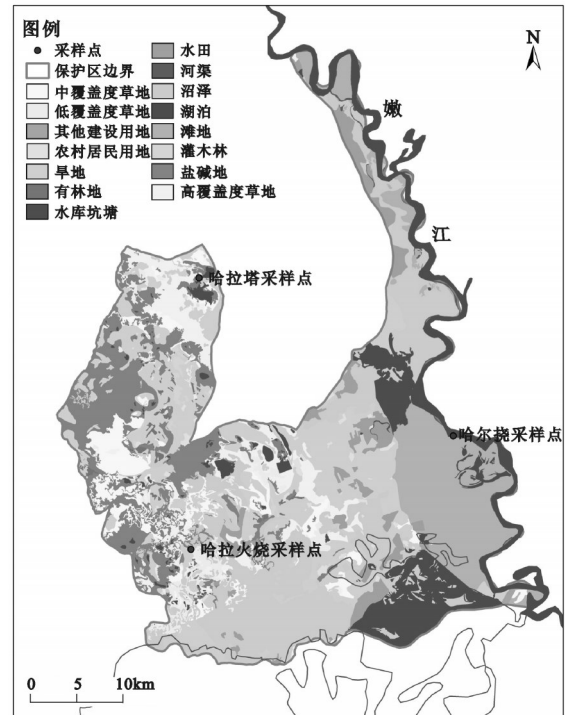 图例
采样点
保护区边界
中覆盖度草地
低覆盖度草地
其他建设用地
农村居民用地
旱地
有林地
水库坑塘
水田
河渠
沼泽
湖泊
滩地
灌木林
盐碱地
高覆盖度草地
N
嫩
江
哈拉塔采样点
哈尔挠采样点
哈拉火烧采样点
0 5 10km